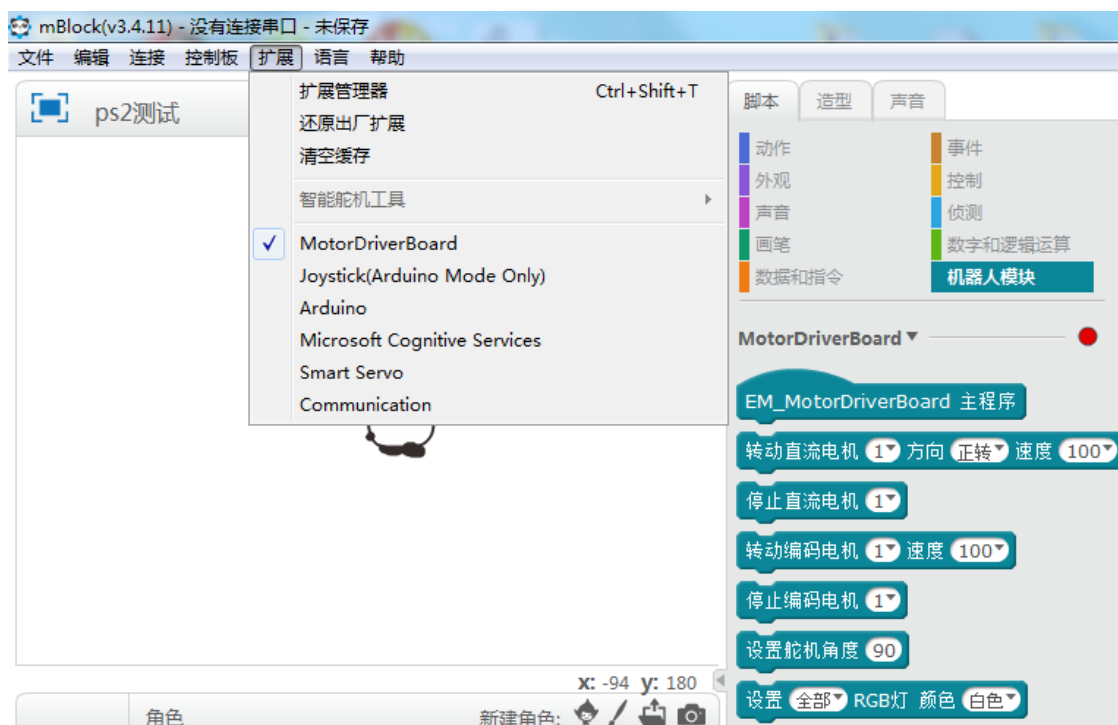 mBlock(v3.4.11) - 没有连接串口 - 未保存
文件 编辑 连接 控制板 扩展 语言 帮助
ps2测试
扩展管理器 Ctrl+Shift+T
还原出厂扩展
清空缓存
智能舵机工具
MotorDriverBoard
Joystick(Arduino Mode Only)
Arduino
Microsoft Cognitive Services
Smart Servo
Communication
脚本 造型 声音
动作 事件
外观 控制
声音 侦测
画笔 数字和逻辑运算
数据和指令 机器人模块
MotorDriverBoard
EM_MotorDriverBoard 主程序
转动直流电机 1 方向 正转 速度 100
停止直流电机 1
转动编码电机 1 速度 100
停止编码电机 1
设置舵机角度 90
设置 全部 RGB灯 颜色 白色
x: -94 y: 180
角色 新建角色: